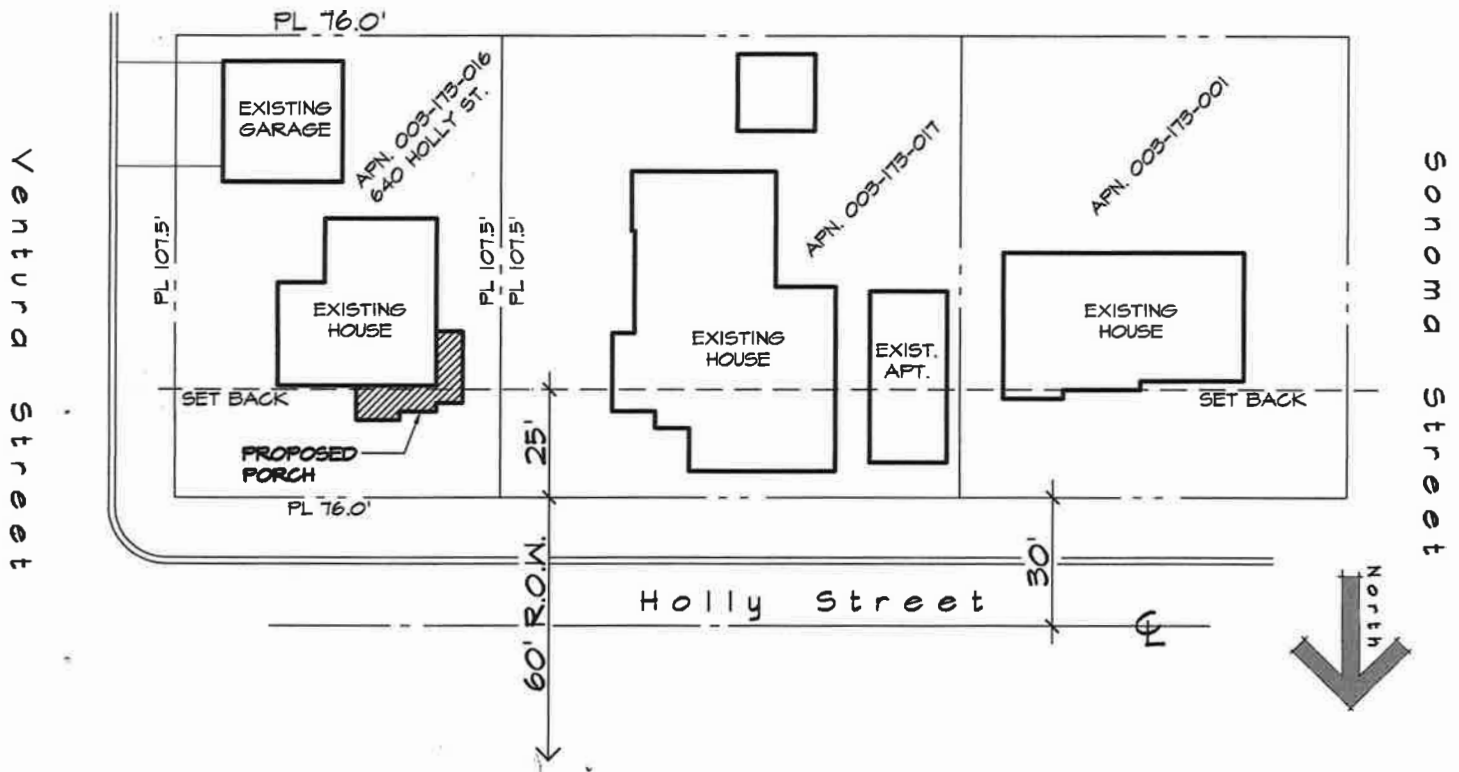 PL 76.0'
EXISTING
GARAGE
APN. 003-173-016
640 HOLLY ST.
APN. 003-173-017
APN. 003-173-001
Ventura Street
Sonoma Street
PL 107.5'
PL 107.5'
PL 107.5'
EXISTING
HOUSE
EXISTING
HOUSE
EXIST.
APT.
EXISTING
HOUSE
SET BACK
SET BACK
PROPOSED
PORCH
25'
PL 76.0'
60' R.O.W.
30'
Holly Street
℄
North